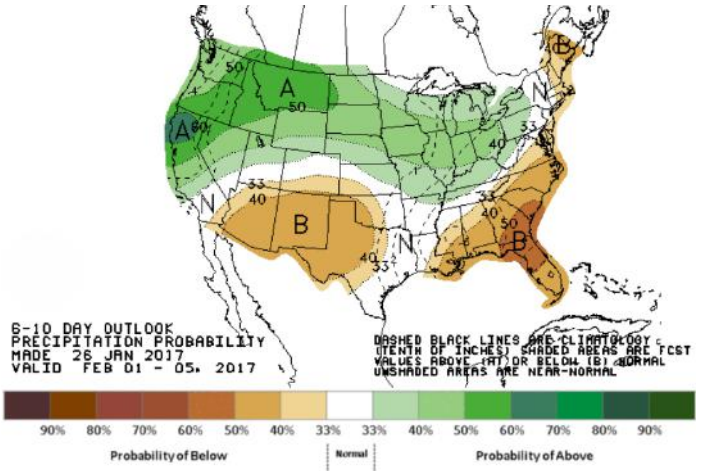 B
40
50
A
50
N
33
40
A
60
33
40
N
B
33
40
50
N
B
40
33
6-10 DAY OUTLOOK
PRECIPITATION PROBABILITY
MADE 26 JAN 2017
VALID FEB 01 - 05, 2017
DASHED BLACK LINES ARE CLIMATOLOGY
(TENTH OF INCHES) SHADED AREAS ARE FCST
VALUES ABOVE (A) OR BELOW (B) NORMAL
UNSHADED AREAS ARE NEAR-NORMAL
90% 80% 70% 60% 50% 40% 33% 33% 40% 50% 60% 70% 80% 90%
Probability of Below Normal Probability of Above